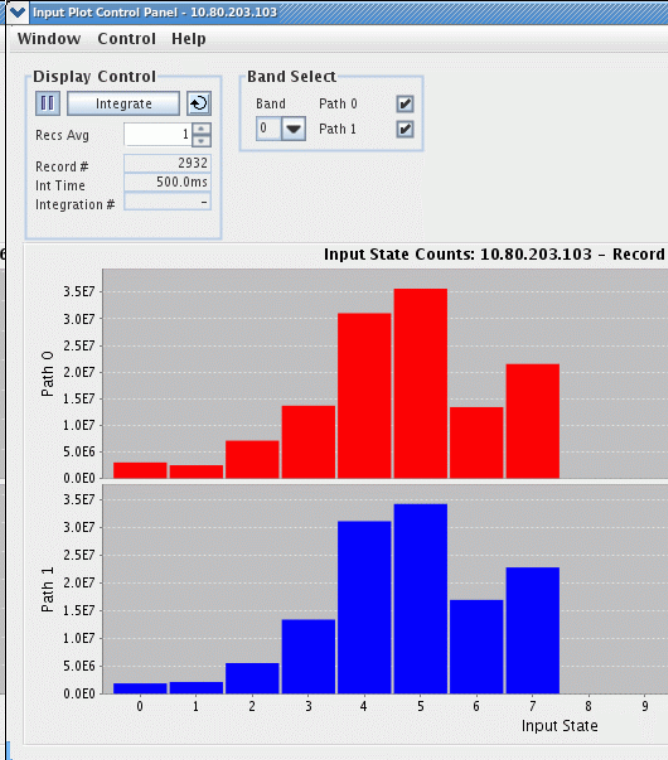 Input Plot Control Panel - 10.80.203.103
Window Control Help
Display Control
Integrate
Recs Avg 1
Record # 2932
Int Time 500.0ms
Integration # -
Band Select
Band Path 0
0 Path 1
Input State Counts: 10.80.203.103 - Record
3.5E7
3.0E7
2.5E7
2.0E7
1.5E7
1.0E7
5.0E6
0.0E0
Path 0
3.5E7
3.0E7
2.5E7
2.0E7
1.5E7
1.0E7
5.0E6
0.0E0
Path 1
0 1 2 3 4 5 6 7 8 9
Input State